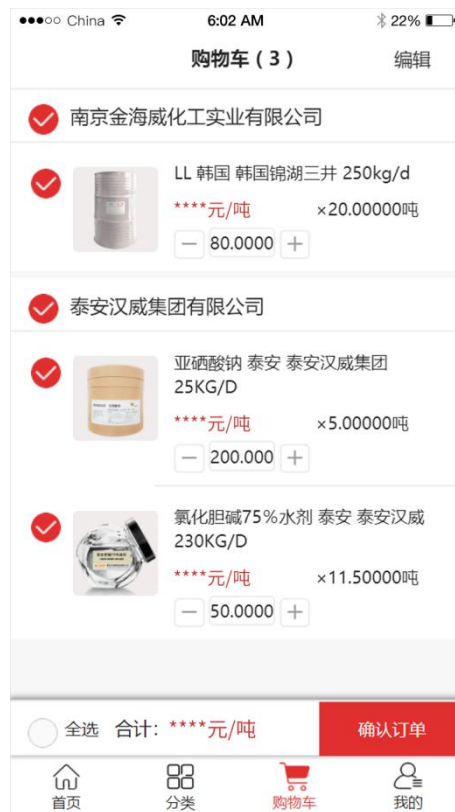 China 6:02 AM 22%
购物车（3） 编辑
南京金海威化工实业有限公司
LL 韩国 韩国锦湖三井 250kg/d
****元/吨 ×20.00000吨
80.0000
泰安汉威集团有限公司
亚硒酸钠 泰安 泰安汉威集团
25KG/D
****元/吨 ×5.00000吨
200.000
氯化胆碱75%水剂 泰安 泰安汉威
230KG/D
****元/吨 ×11.50000吨
50.0000
全选 合计: ****元/吨 确认订单
首页 分类 购物车 我的